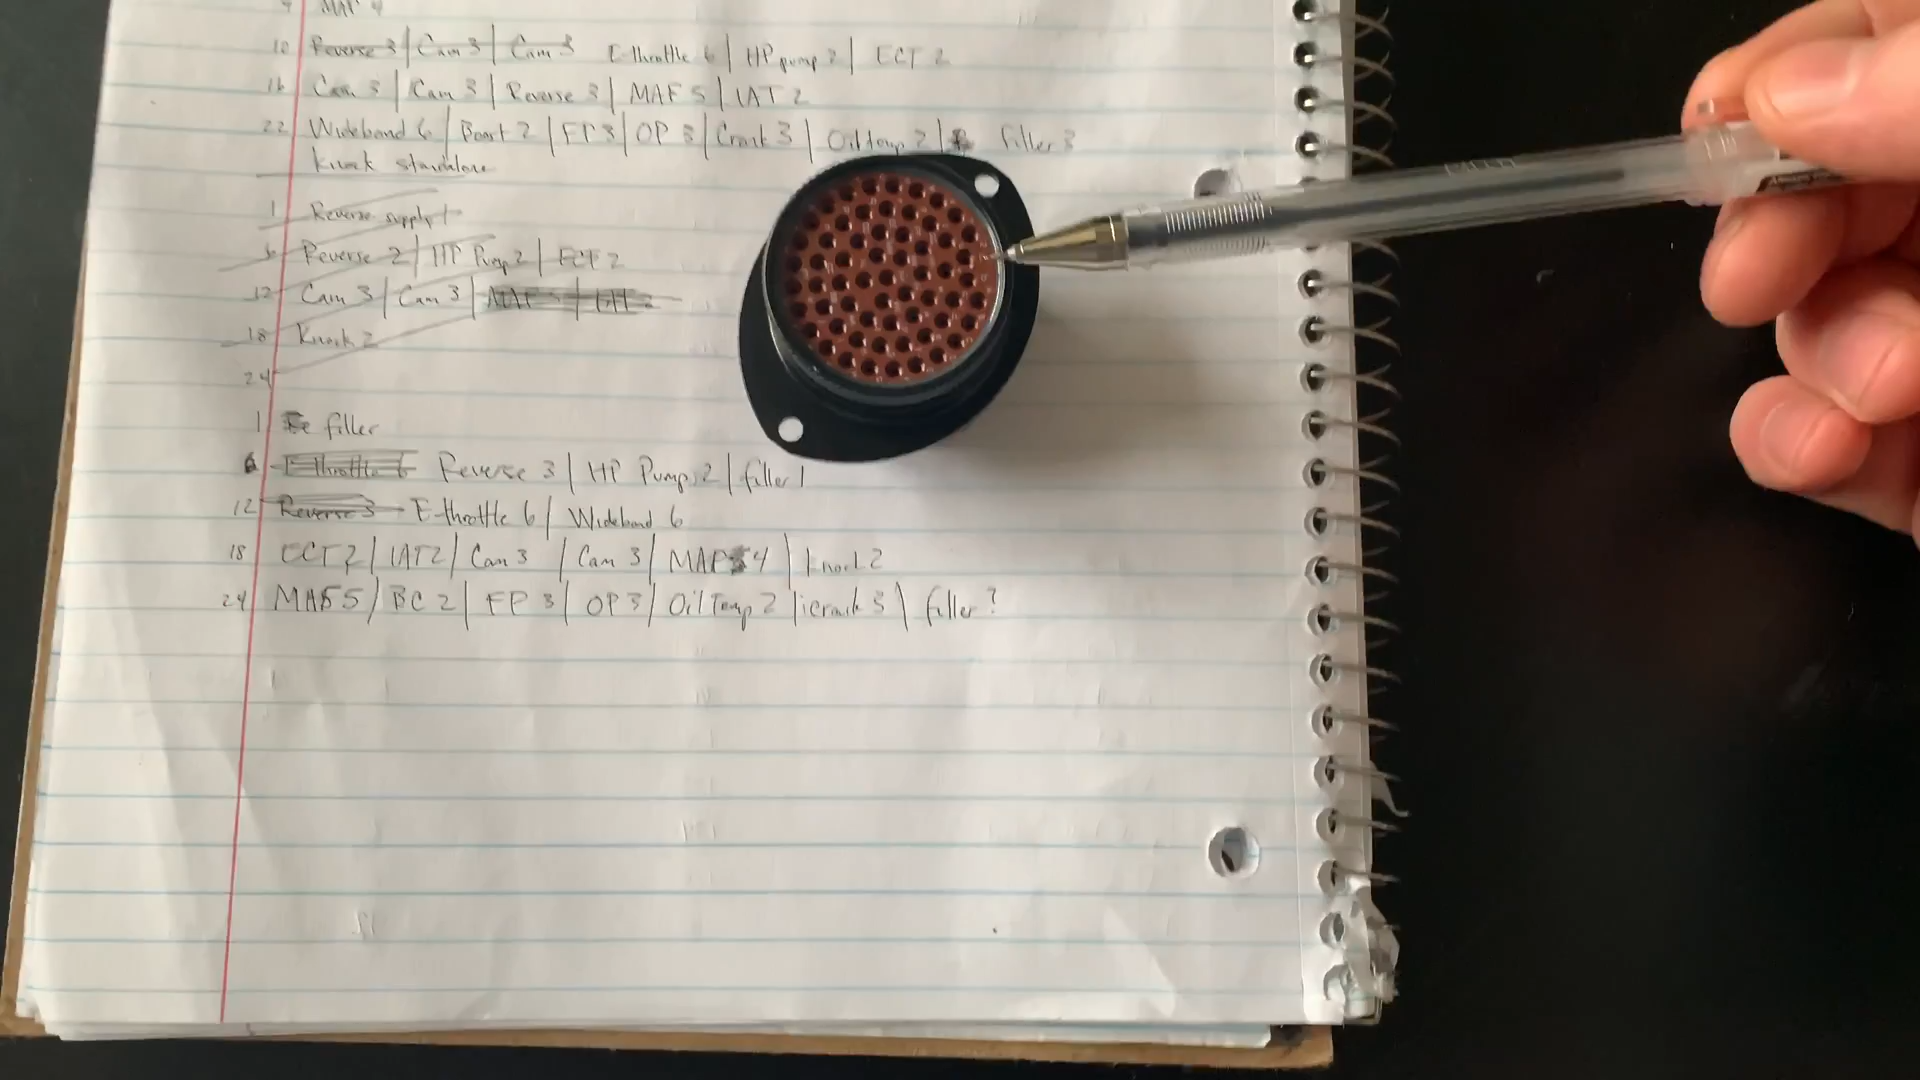 9 MAP 4
10 Reverse 3 | Cam 3 | Cam 3 E-throttle 6 | HP pump 2 | ECT 2
16 Cam 3 | Cam 3 | Reverse 3 | MAF 5 | IAT 2
22 Wideband 6 | Boost 2 | FP 3 | OP 3 | Crank 3 | Oil temp 2 | filler 3
knock standalone
1 Reverse supply 1
6 Reverse 2 | HP Pump 2 | ECT 2
12 Cam 3 | Cam 3 |
18 Knock 2
24
1 filler
6 E-throttle 6 Reverse 3 | HP Pump 2 | filler 1
12 Reverse 3 E-throttle 6 | Wideband 6
18 ECT 2 | IAT 2 | Cam 3 | Cam 3 | MAP 4 | knock 2
24 MAF 5 | BC 2 | FP 3 | OP 3 | Oil Temp 2 | crank 3 | filler ?